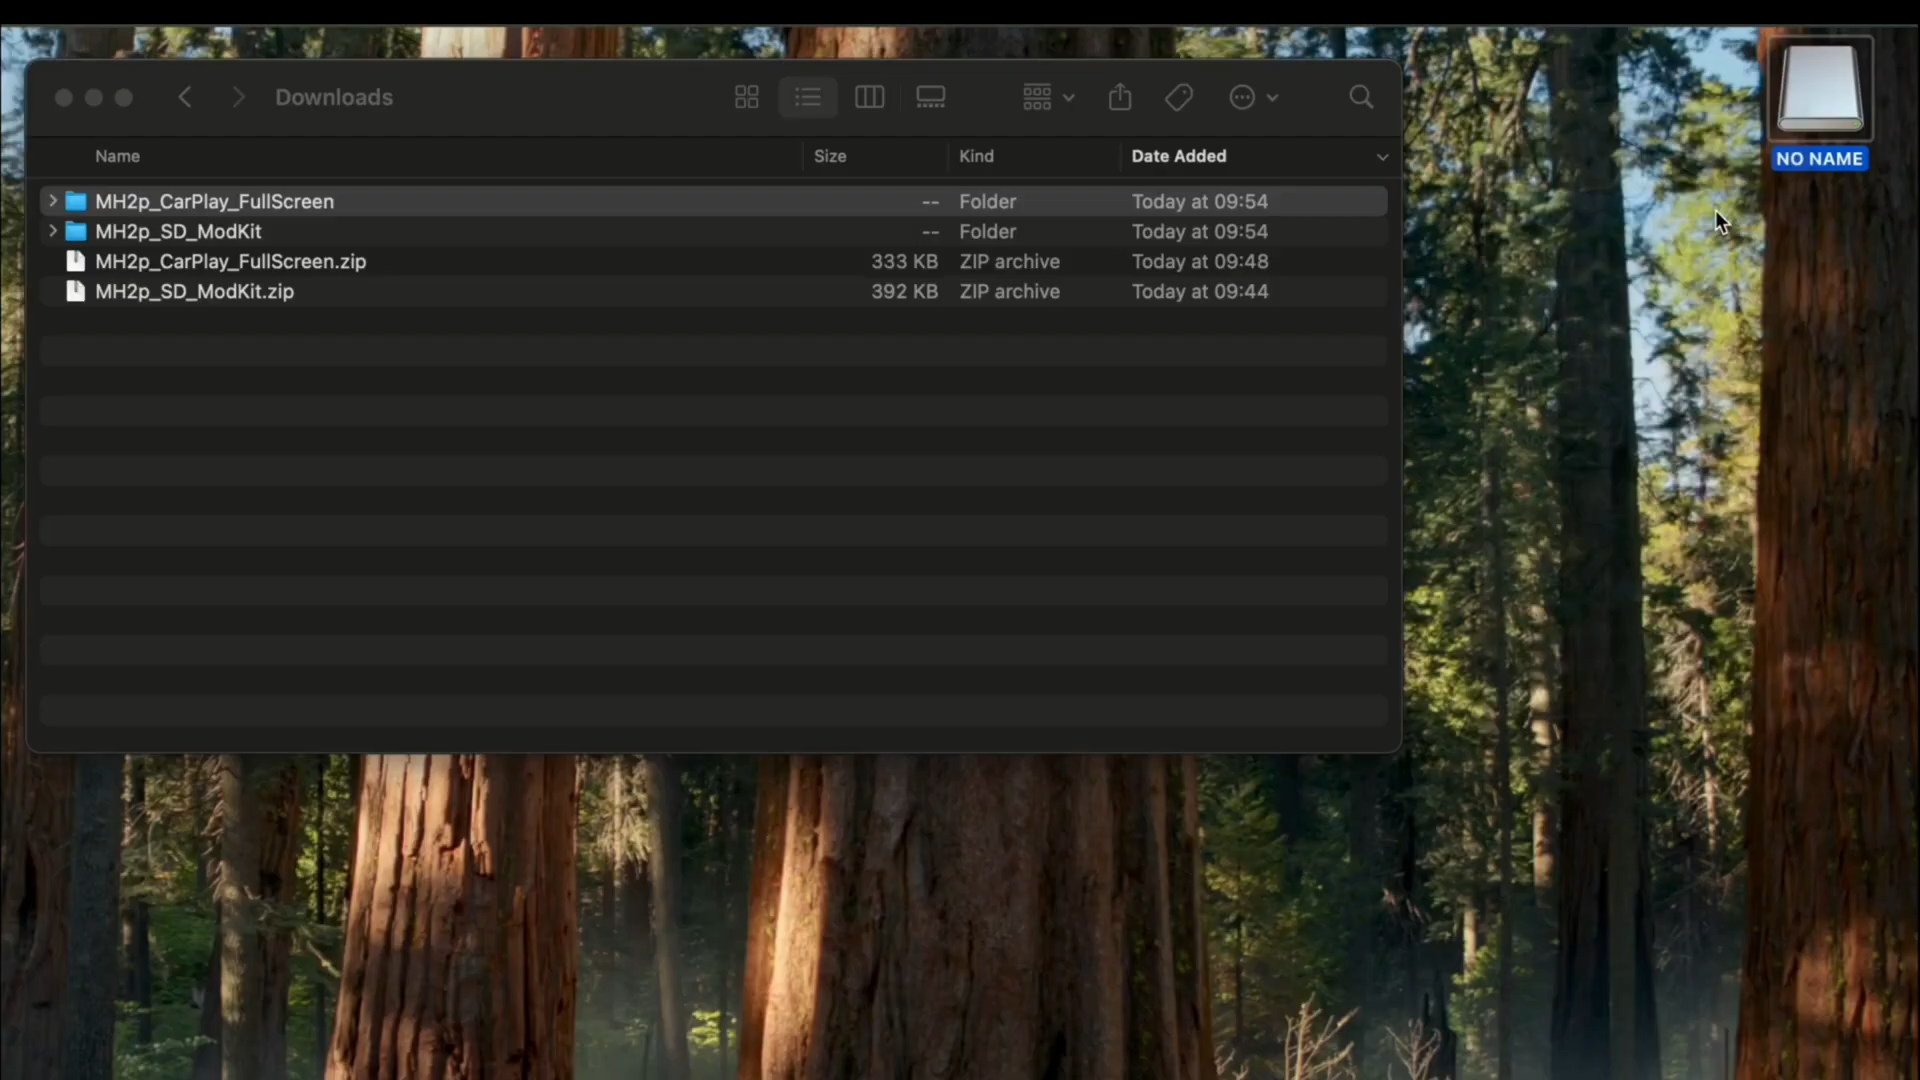 Downloads
NO NAME
Name Size Kind Date Added
MH2p_CarPlay_FullScreen -- Folder Today at 09:54
MH2p_SD_ModKit -- Folder Today at 09:54
MH2p_CarPlay_FullScreen.zip 333 KB ZIP archive Today at 09:48
MH2p_SD_ModKit.zip 392 KB ZIP archive Today at 09:44